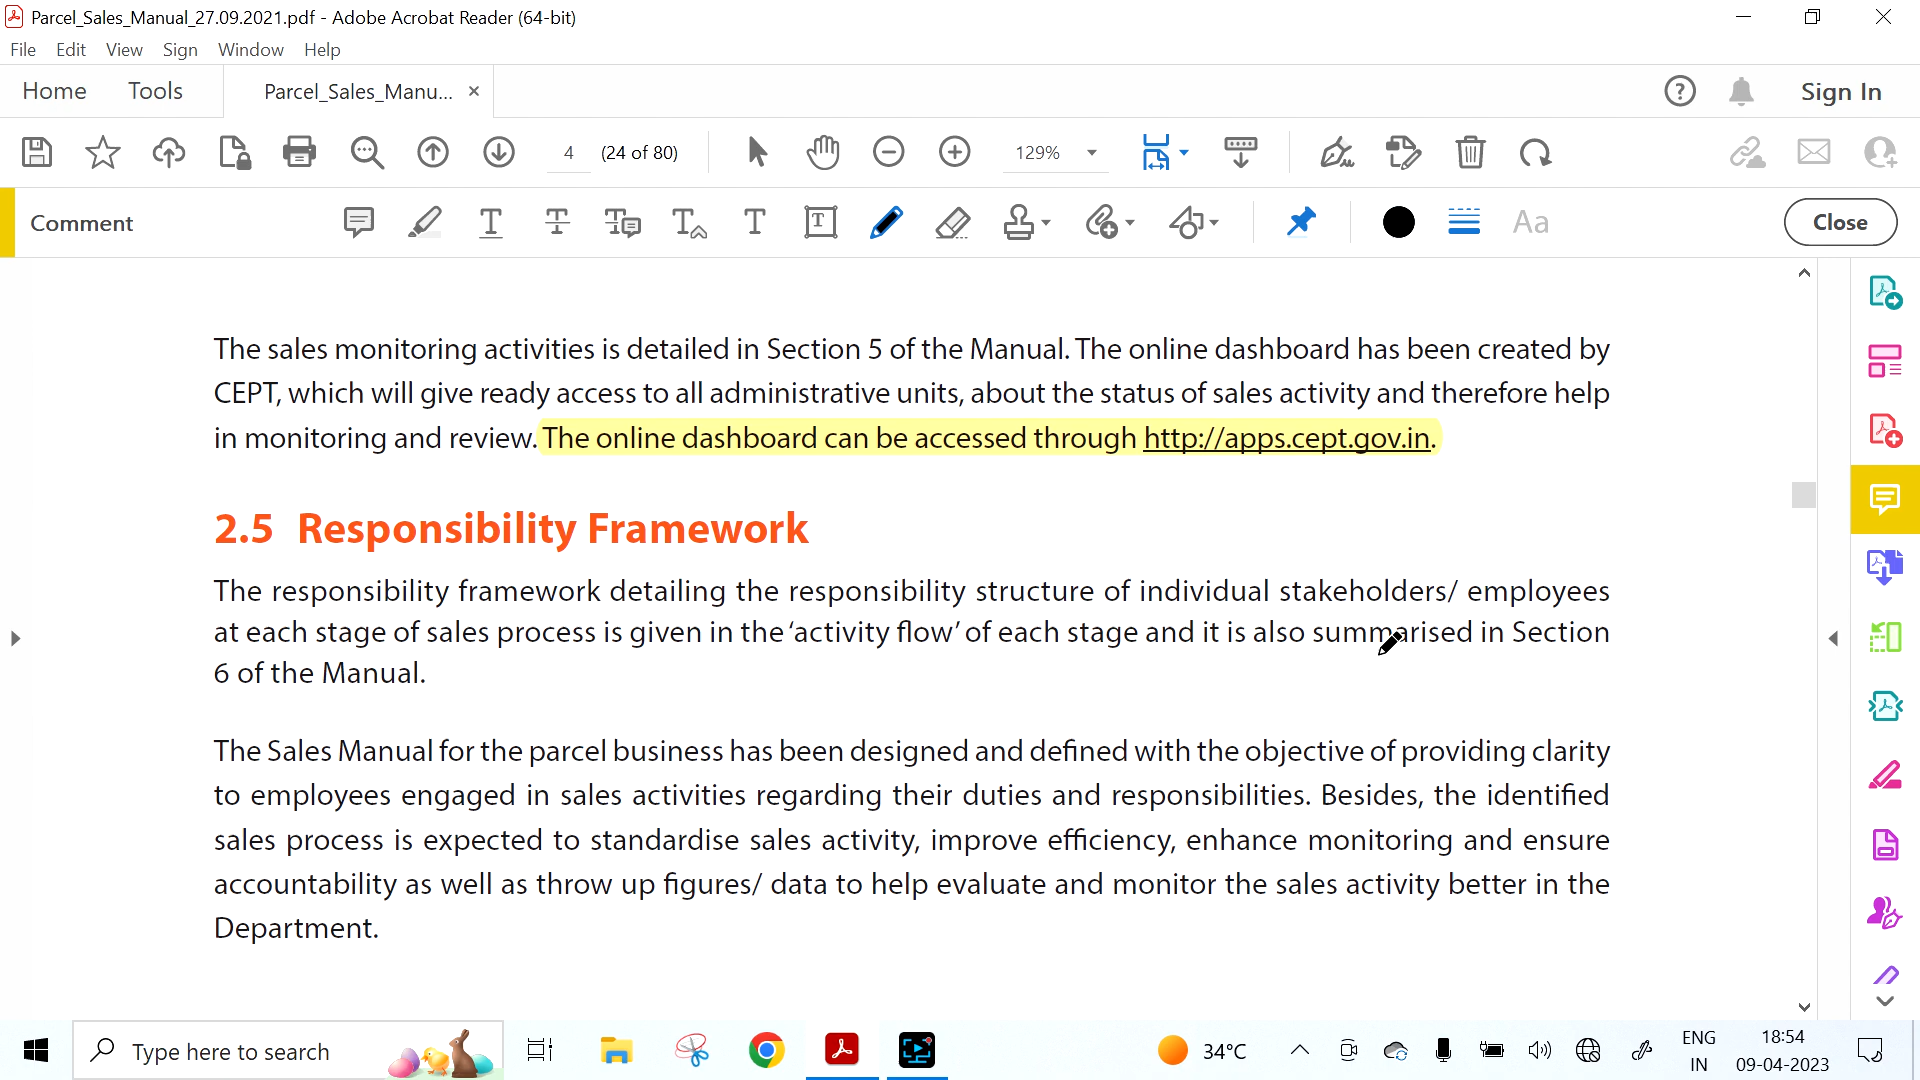 Parcel_Sales_Manual_27.09.2021.pdf - Adobe Acrobat Reader (64-bit)
File Edit View Sign Window Help
Home Tools Parcel_Sales_Manu... × Sign In
4 (24 of 80) 129%
Comment Aa Close
The sales monitoring activities is detailed in Section 5 of the Manual. The online dashboard has been created by
CEPT, which will give ready access to all administrative units, about the status of sales activity and therefore help
in monitoring and review. The online dashboard can be accessed through http://apps.cept.gov.in.
2.5 Responsibility Framework
The responsibility framework detailing the responsibility structure of individual stakeholders/ employees
at each stage of sales process is given in the ‘activity flow’ of each stage and it is also summarised in Section
6 of the Manual.
The Sales Manual for the parcel business has been designed and defined with the objective of providing clarity
to employees engaged in sales activities regarding their duties and responsibilities. Besides, the identified
sales process is expected to standardise sales activity, improve efficiency, enhance monitoring and ensure
accountability as well as throw up figures/ data to help evaluate and monitor the sales activity better in the
Department.
Type here to search 34°C ENG 18:54
IN 09-04-2023